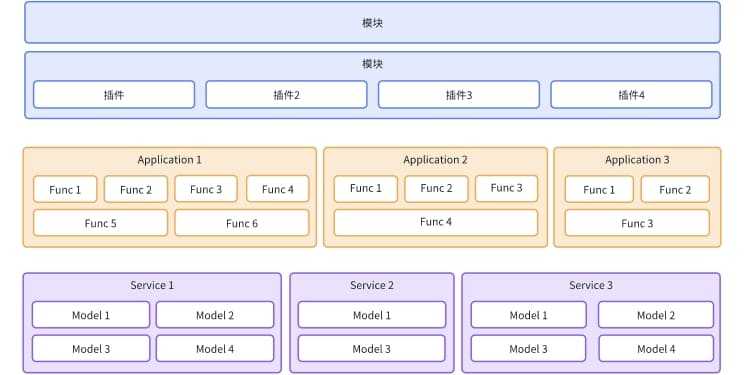 模块
模块
插件 插件2 插件3 插件4
Application 1 Application 2 Application 3
Func 1 Func 2 Func 3 Func 4 Func 1 Func 2 Func 3 Func 1 Func 2
Func 5 Func 6 Func 4 Func 3
Service 1 Service 2 Service 3
Model 1 Model 2 Model 1 Model 1 Model 2
Model 3 Model 4 Model 3 Model 3 Model 4